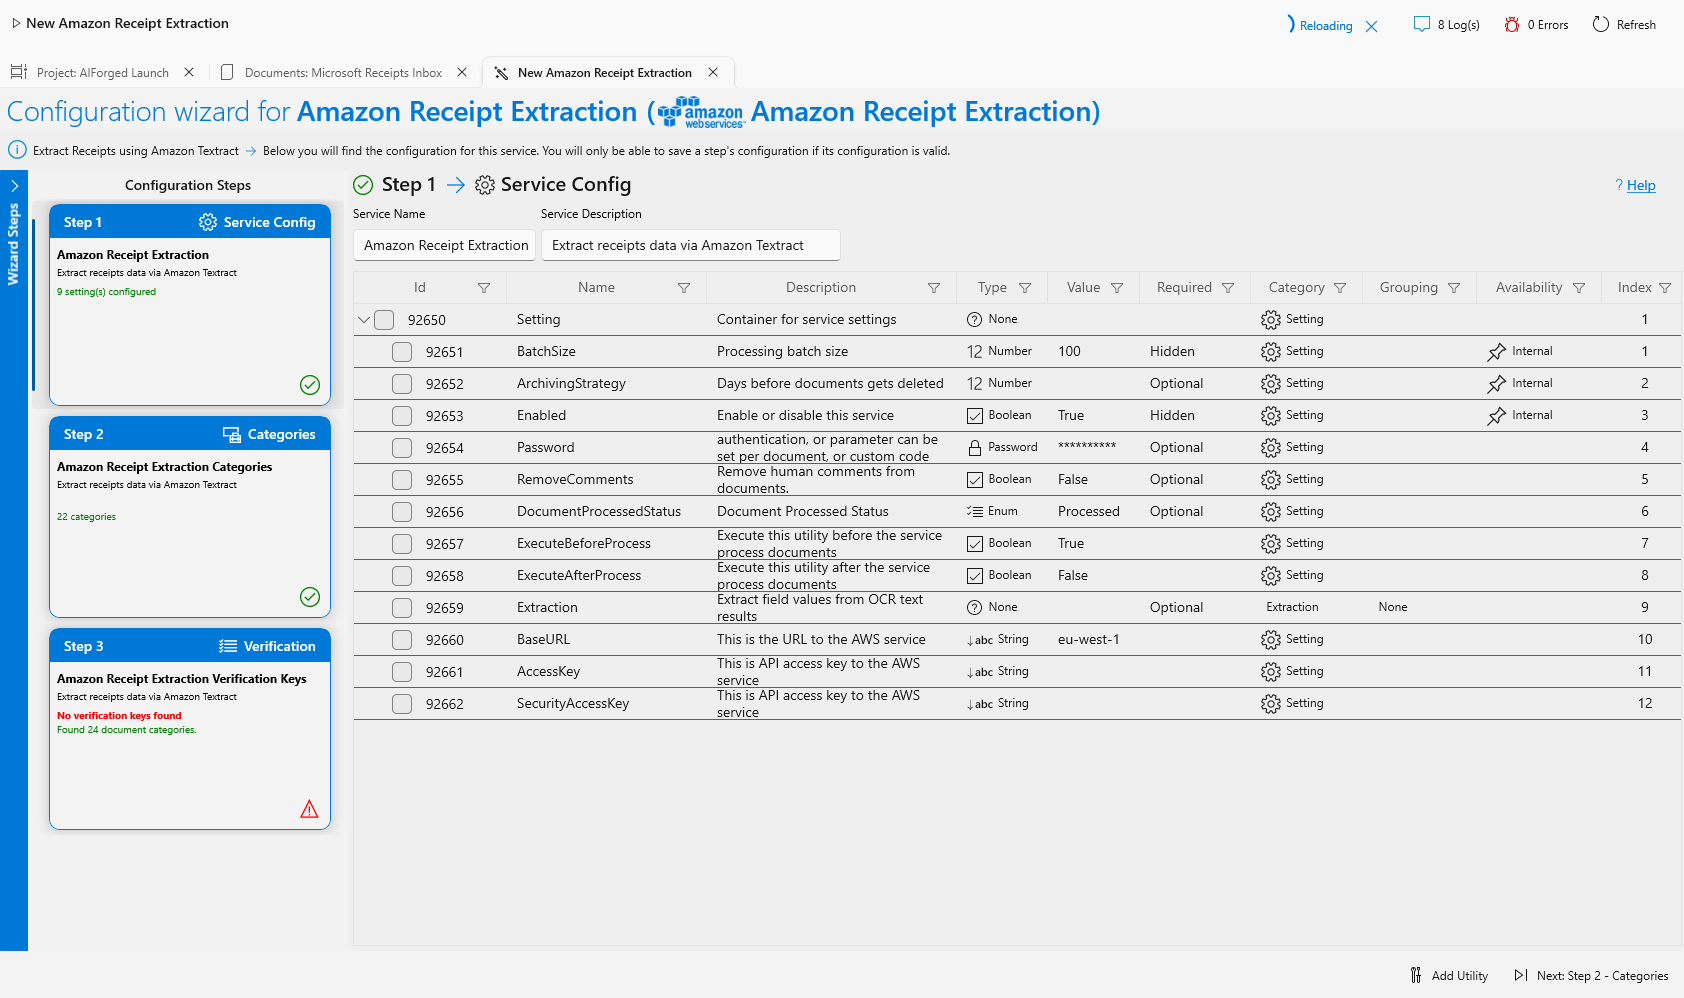 New Amazon Receipt Extraction
Reloading
8 Log(s)
0 Errors
Refresh
Project: AIForged Launch
Documents: Microsoft Receipts Inbox
New Amazon Receipt Extraction
Configuration wizard for Amazon Receipt Extraction (amazon webservices Amazon Receipt Extraction)
Extract Receipts using Amazon Textract → Below you will find the configuration for this service. You will only be able to save a step's configuration if its configuration is valid.
Wizard Steps
Configuration Steps
Step 1 Service Config
Amazon Receipt Extraction
Extract receipts data via Amazon Textract
9 setting(s) configured
Step 2 Categories
Amazon Receipt Extraction Categories
Extract receipts data via Amazon Textract
22 categories
Step 3 Verification
Amazon Receipt Extraction Verification Keys
Extract receipts data via Amazon Textract
No verification keys found
Found 24 document categories.
Step 1 → Service Config
? Help
Service Name Service Description
Amazon Receipt Extraction Extract receipts data via Amazon Textract
Id Name Description Type Value Required Category Grouping Availability Index
92650 Setting Container for service settings None Setting 1
92651 BatchSize Processing batch size 12 Number 100 Hidden Setting Internal 1
92652 ArchivingStrategy Days before documents gets deleted 12 Number Optional Setting Internal 2
92653 Enabled Enable or disable this service Boolean True Hidden Setting Internal 3
92654 Password authentication, or parameter can be set per document, or custom code Password ********** Optional Setting 4
92655 RemoveComments Remove human comments from documents. Boolean False Optional Setting 5
92656 DocumentProcessedStatus Document Processed Status Enum Processed Optional Setting 6
92657 ExecuteBeforeProcess Execute this utility before the service process documents Boolean True Setting 7
92658 ExecuteAfterProcess Execute this utility after the service process documents Boolean False Setting 8
92659 Extraction Extract field values from OCR text results None Optional Extraction None 9
92660 BaseURL This is the URL to the AWS service abc String eu-west-1 Setting 10
92661 AccessKey This is API access key to the AWS service abc String Setting 11
92662 SecurityAccessKey This is API access key to the AWS service abc String Setting 12
Add Utility
Next: Step 2 - Categories